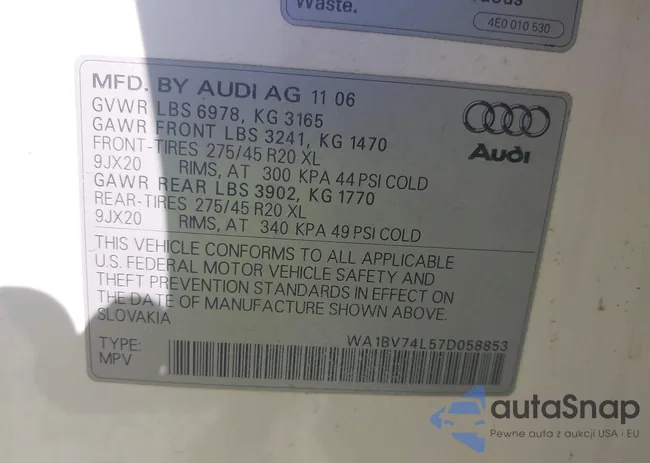 Waste.
4E0 010 530
MFD. BY AUDI AG 11 06
GVWR LBS 6978, KG 3165
GAWR FRONT LBS 3241, KG 1470
FRONT-TIRES 275/45 R20 XL
9JX20 RIMS, AT 300 KPA 44 PSI COLD
GAWR REAR LBS 3902, KG 1770
REAR-TIRES 275/45 R20 XL
9JX20 RIMS, AT 340 KPA 49 PSI COLD
Audi
THIS VEHICLE CONFORMS TO ALL APPLICABLE
U.S. FEDERAL MOTOR VEHICLE SAFETY AND
THEFT PREVENTION STANDARDS IN EFFECT ON
THE DATE OF MANUFACTURE SHOWN ABOVE.
SLOVAKIA
WA1BV74L57D058853
TYPE:
MPV
autaSnap
Pewne auta z aukcji USA i EU